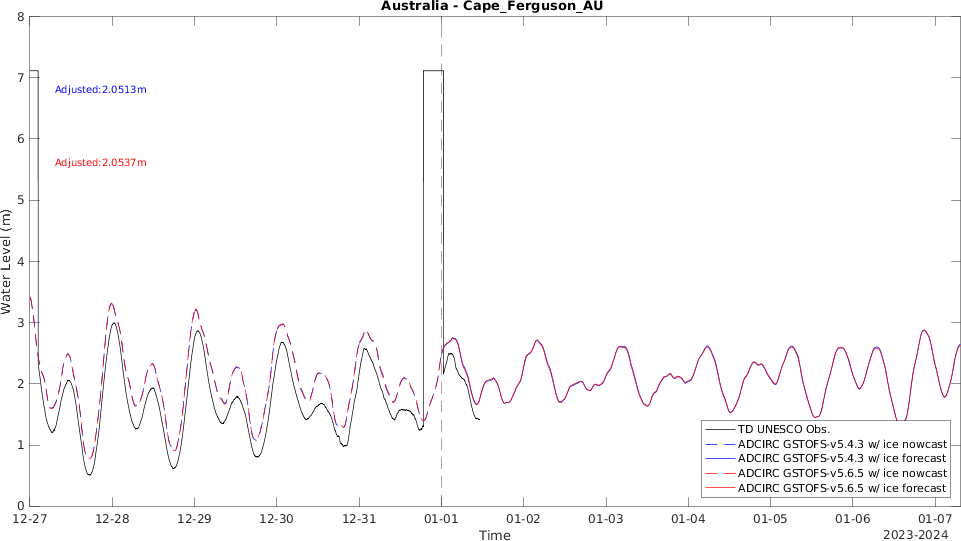 Australia - Cape_Ferguson_AU
8
7
6
5
4
3
2
1
0
Water Level (m)
Adjusted:2.0513m
Adjusted:2.0537m
TD UNESCO Obs.
ADCIRC GSTOFS-v5.4.3 w/ ice nowcast
ADCIRC GSTOFS-v5.4.3 w/ ice forecast
ADCIRC GSTOFS-v5.6.5 w/ ice nowcast
ADCIRC GSTOFS-v5.6.5 w/ ice forecast
12-27 12-28 12-29 12-30 12-31 01-01 01-02 01-03 01-04 01-05 01-06 01-07
Time
2023-2024